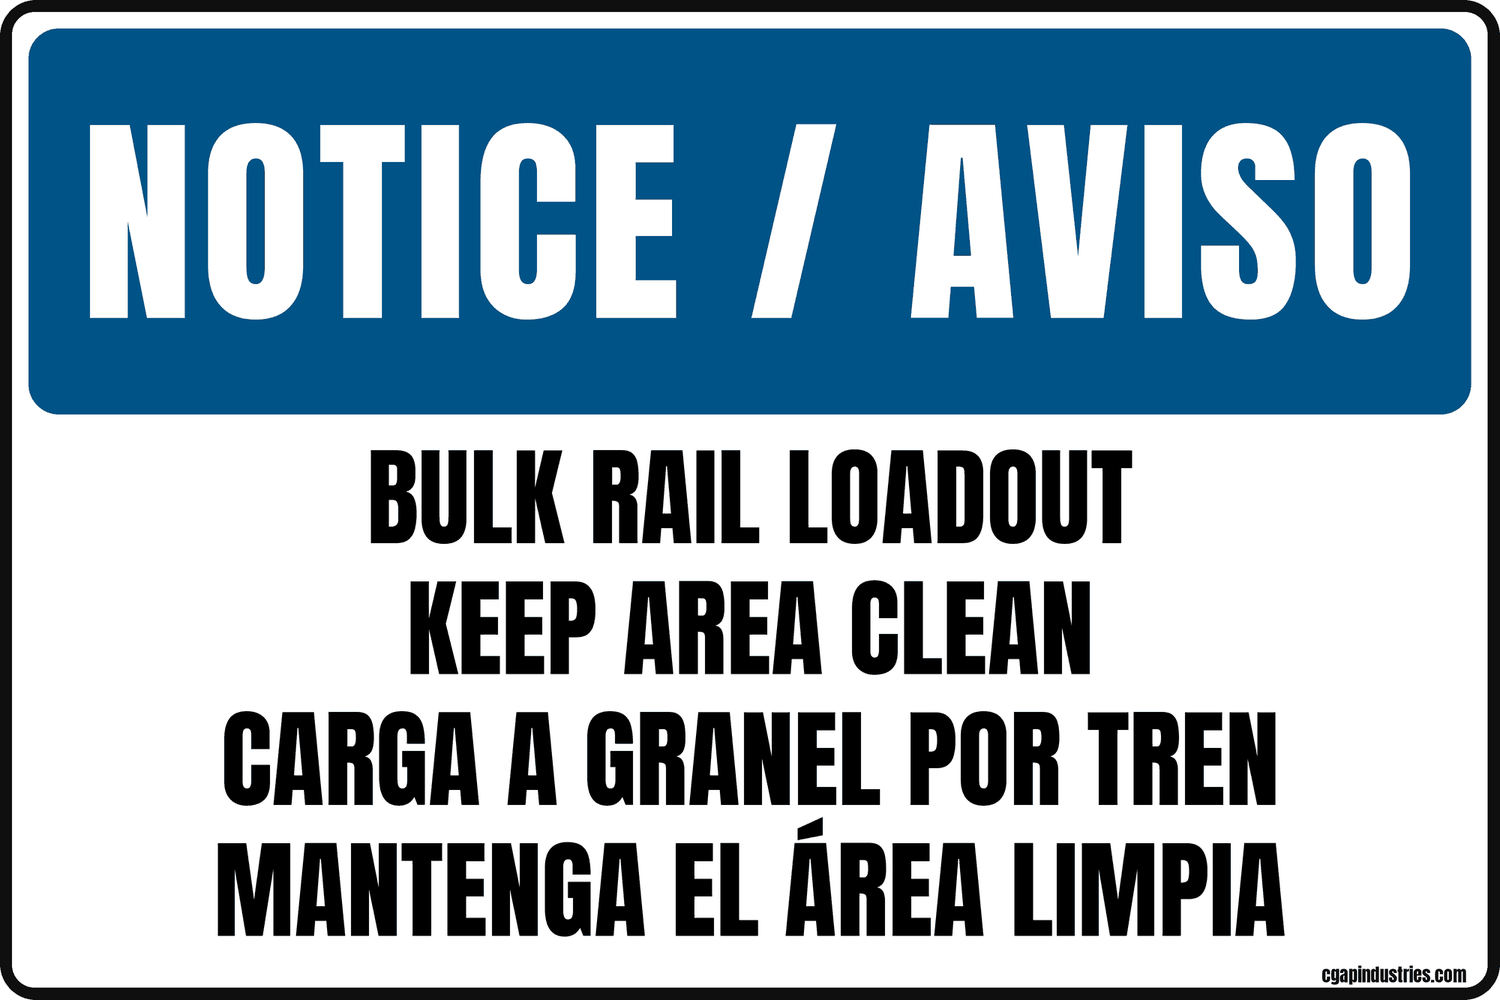 NOTICE / AVISO
BULK RAIL LOADOUT
KEEP AREA CLEAN
CARGA A GRANEL POR TREN
MANTENGA EL ÁREA LIMPIA
cgapindustries.com